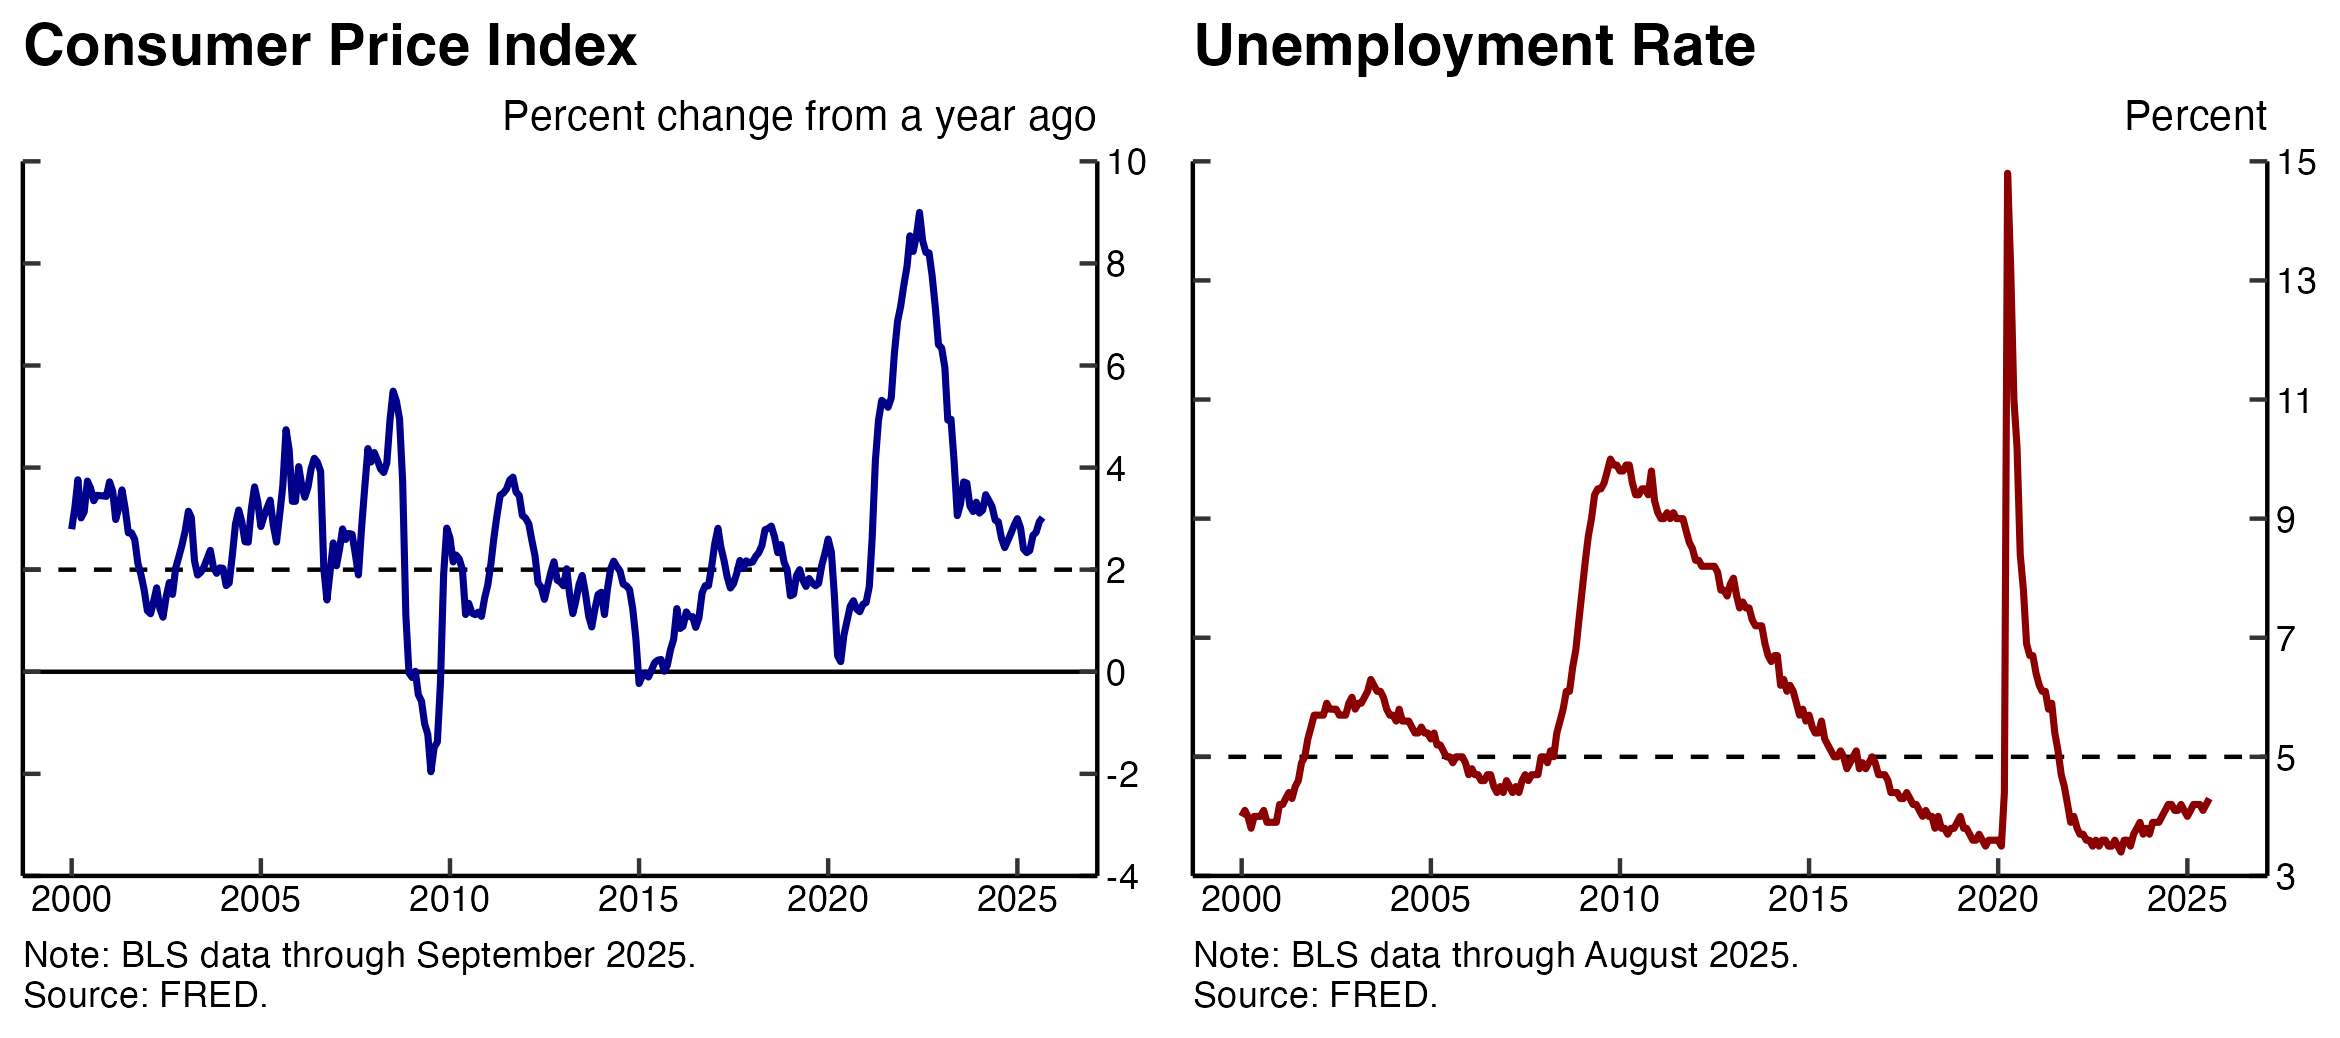 Consumer Price Index
Percent change from a year ago
10
8
6
4
2
0
-2
-4
2000 2005 2010 2015 2020 2025
Note: BLS data through September 2025.
Source: FRED.
Unemployment Rate
Percent
15
13
11
9
7
5
3
2000 2005 2010 2015 2020 2025
Note: BLS data through August 2025.
Source: FRED.